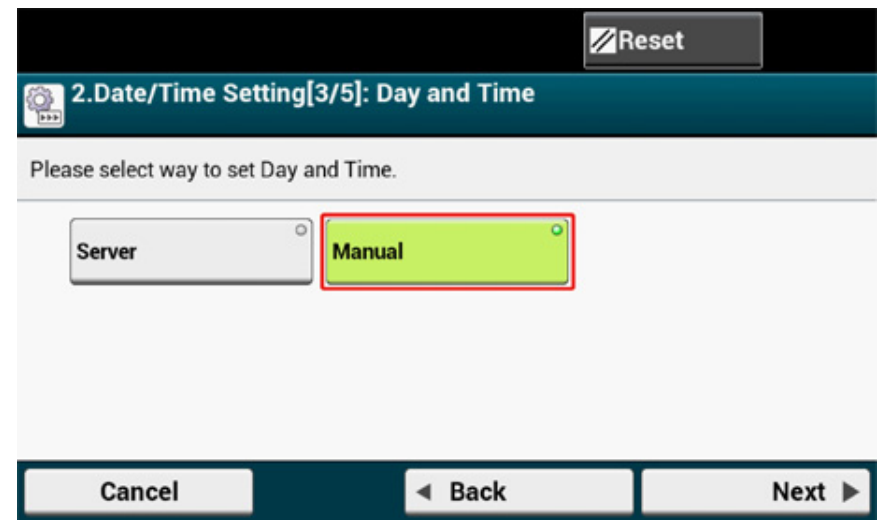 Reset
2.Date/Time Setting[3/5]: Day and Time
Please select way to set Day and Time.
Server
Manual
Cancel
Back
Next